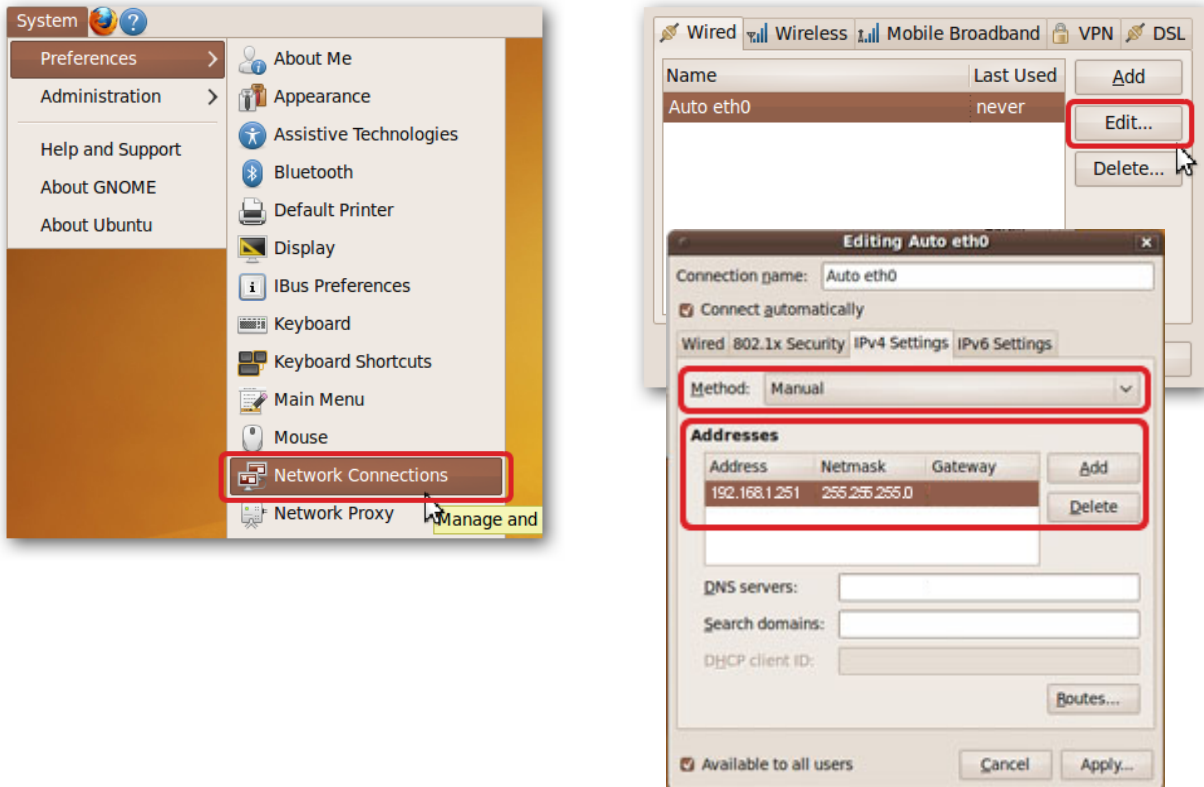 System
Preferences
Administration
Help and Support
About GNOME
About Ubuntu
About Me
Appearance
Assistive Technologies
Bluetooth
Default Printer
Display
IBus Preferences
Keyboard
Keyboard Shortcuts
Main Menu
Mouse
Network Connections
Network Proxy
Manage and
Wired Wireless Mobile Broadband VPN DSL
Name Last Used Add
Auto eth0 never
Edit...
Delete...
Editing Auto eth0
Connection name: Auto eth0
Connect automatically
Wired 802.1x Security IPv4 Settings IPv6 Settings
Method: Manual
Addresses
Address Netmask Gateway Add
192.168.1.251 255.255.255.0
Delete
DNS servers:
Search domains:
DHCP client ID:
Routes...
Available to all users Cancel Apply...